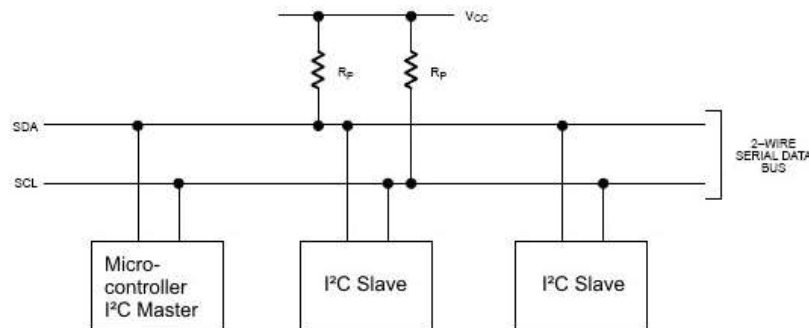 VCC
RP
RP
SDA
2–WIRE
SERIAL DATA
BUS
SCL
Micro-
controller
I²C Master
I²C Slave
I²C Slave